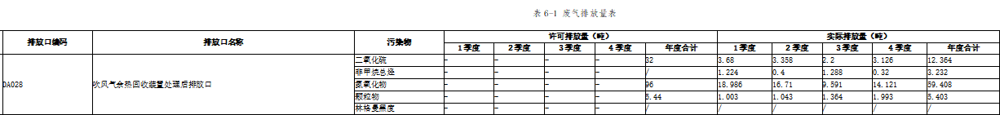 表 6-1 废气排放量表
排放口编码 排放口名称 污染物 许可排放量（吨） 实际排放量（吨）
1季度 2季度 3季度 4季度 年度合计 1季度 2季度 3季度 4季度 年度合计
DA028 吹风气余热回收装置处理后排放口
二氧化硫 - - - - 32 3.68 3.358 2.2 3.126 12.364
非甲烷总烃 - - - - / 1.224 0.4 1.288 0.32 3.232
氮氧化物 - - - - 96 18.986 16.71 9.591 14.121 59.408
颗粒物 - - - - 5.44 1.003 1.043 1.364 1.993 5.403
林格曼黑度 - - - - / / / / / /